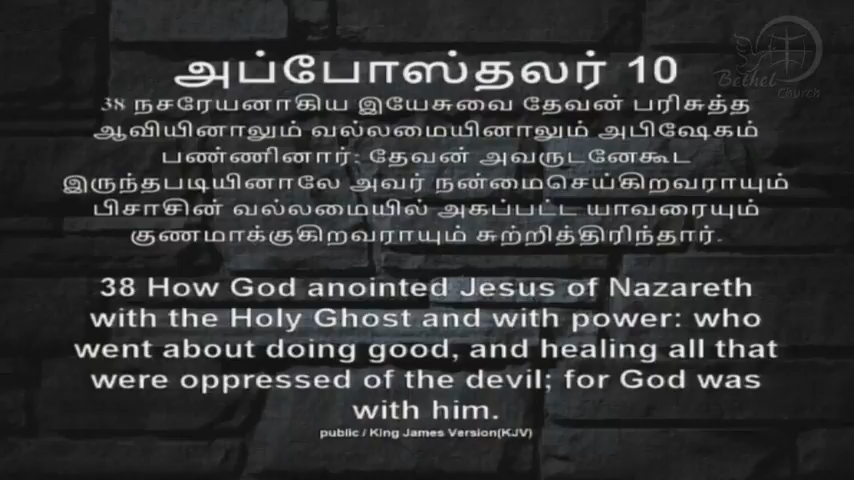 Bethel
Church
அப்போஸ்தலர் 10
38 நசரேயனாகிய இயேசுவை தேவன் பரிசுத்த
ஆவியினாலும் வல்லமையினாலும் அபிஷேகம்
பண்ணினார்; தேவன் அவருடனேகூட
இருந்தபடியினாலே அவர் நன்மைசெய்கிறவராயும்
பிசாசின் வல்லமையில் அகப்பட்ட யாவரையும்
குணமாக்குகிறவராயும் சுற்றித்திரிந்தார்.
38 How God anointed Jesus of Nazareth
with the Holy Ghost and with power: who
went about doing good, and healing all that
were oppressed of the devil; for God was
with him.
public / King James Version(KJV)